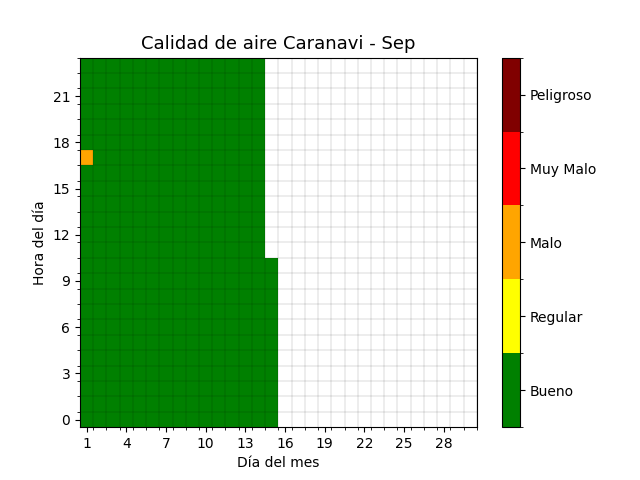 Calidad de aire Caranavi - Sep
Hora del día
21
18
15
12
9
6
3
0
1 4 7 10 13 16 19 22 25 28
Día del mes
Peligroso
Muy Malo
Malo
Regular
Bueno